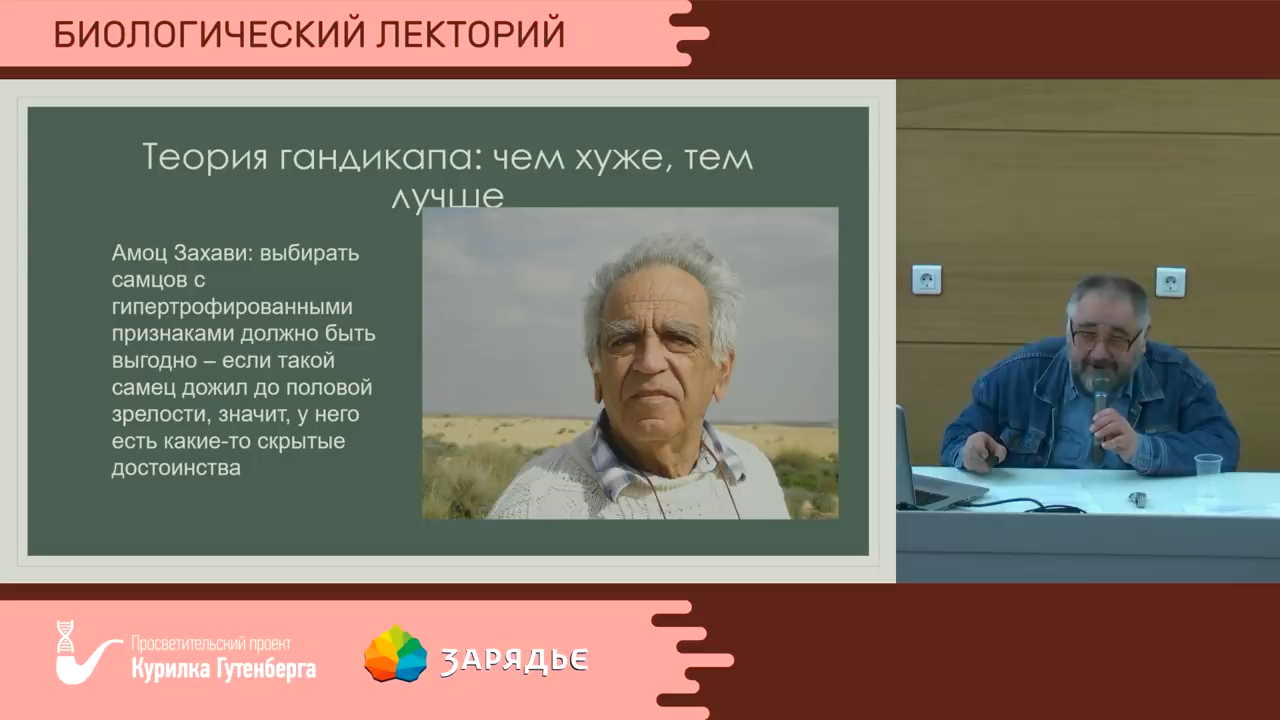 БИОЛОГИЧЕСКИЙ ЛЕКТОРИЙ
Теория гандикапа: чем хуже, тем
лучше
Амоц Захави: выбирать
самцов с
гипертрофированными
признаками должно быть
выгодно – если такой
самец дожил до половой
зрелости, значит, у него
есть какие-то скрытые
достоинства
Просветительский проект
Курилка Гутенберга
ЗАРЯДЬЕ